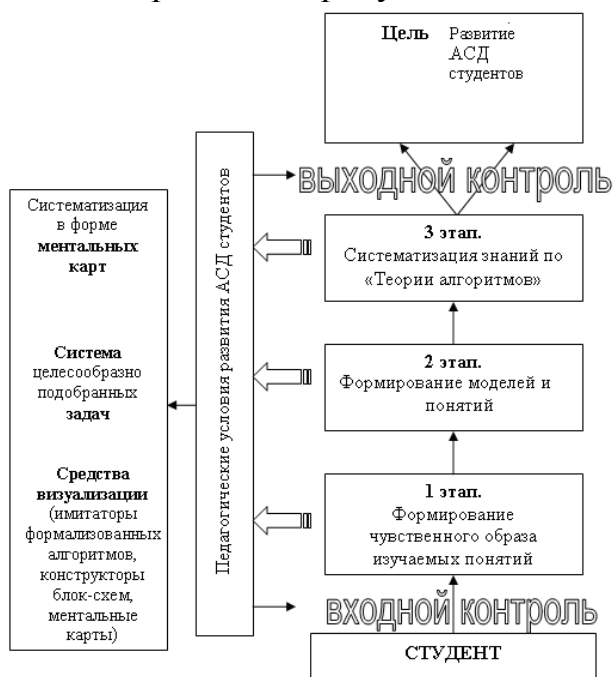 Цель Развитие
АСД
студентов
ВЫХОДНОЙ КОНТРОЛЬ
3 этап.
Систематизация знаний по
«Теории алгоритмов»
2 этап.
Формирование моделей и
понятий
1 этап.
Формирование
чувственного образа
изучаемых понятий
ВХОДНОЙ КОНТРОЛЬ
СТУДЕНТ
Педагогические условия развития АСД студентов
Систематизация
в форме
ментальных
карт
Система
целесообразно
подобранных
задач
Средства
визуализации
(имитаторы
формализованных
алгоритмов,
конструкторы
блок-схем,
ментальные
карты)